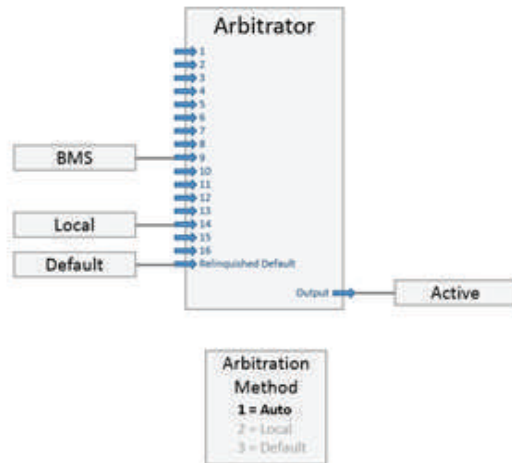 Arbitrator
1
2
3
4
5
6
7
8
BMS
9
10
11
12
13
Local
14
15
16
Default
Relinquished Default
Output
Active
Arbitration
Method
1 = Auto
2 = Local
3 = Default